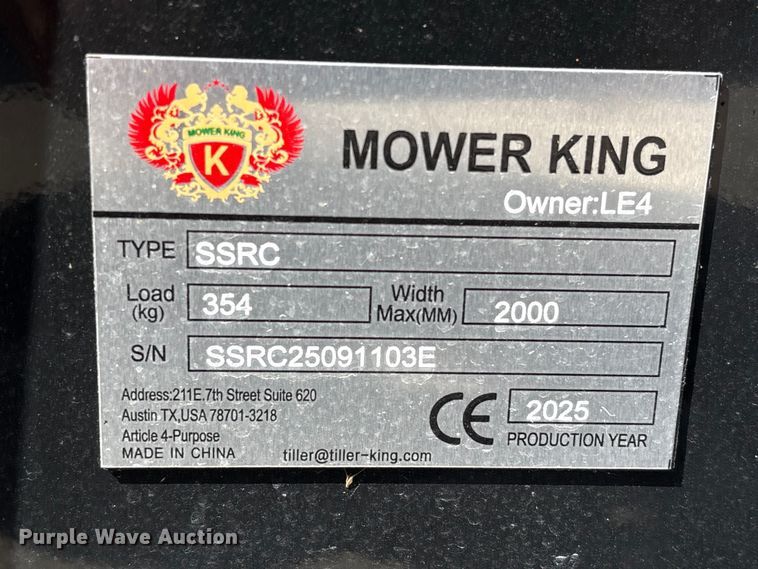 MOWER KING
K
MOWER KING
Owner:LE4
TYPE SSRC
Load (kg) 354 Width Max(MM) 2000
S/N SSRC25091103E
Address:211E.7th Street Suite 620
Austin TX,USA 78701-3218
Article 4-Purpose
MADE IN CHINA
tiller@tiller-king.com
CE 2025
PRODUCTION YEAR
Purple Wave Auction